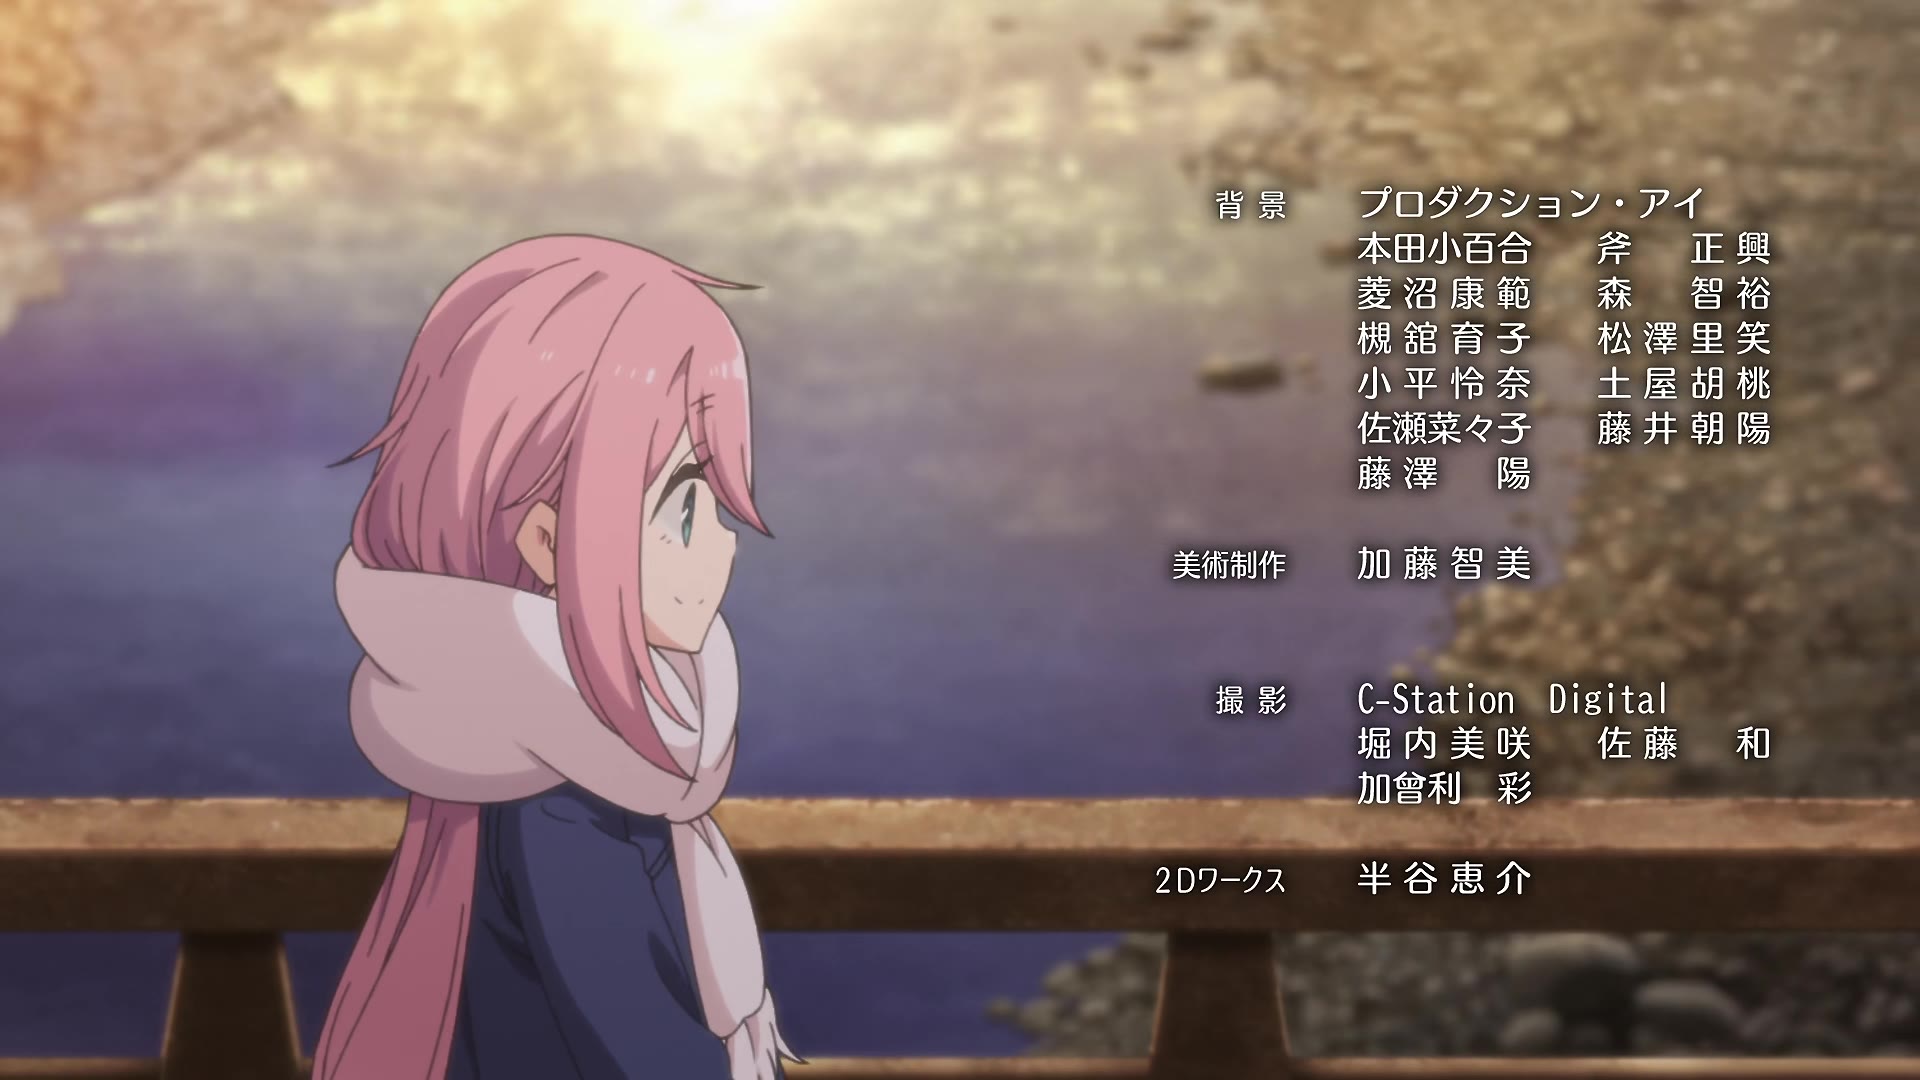 背景 プロダクション・アイ
本田小百合 斧 正興
菱沼康範 森 智裕
槻舘育子 松澤里笑
小平怜奈 土屋胡桃
佐瀬菜々子 藤井朝陽
藤澤 陽
美術制作 加藤智美
撮影 C-Station Digital
堀内美咲 佐藤 和
加曾利 彩
2Dワークス 半谷恵介